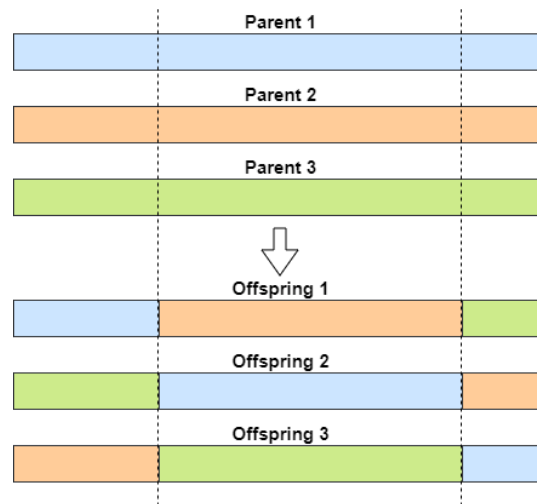 Parent 1
Parent 2
Parent 3
Offspring 1
Offspring 2
Offspring 3